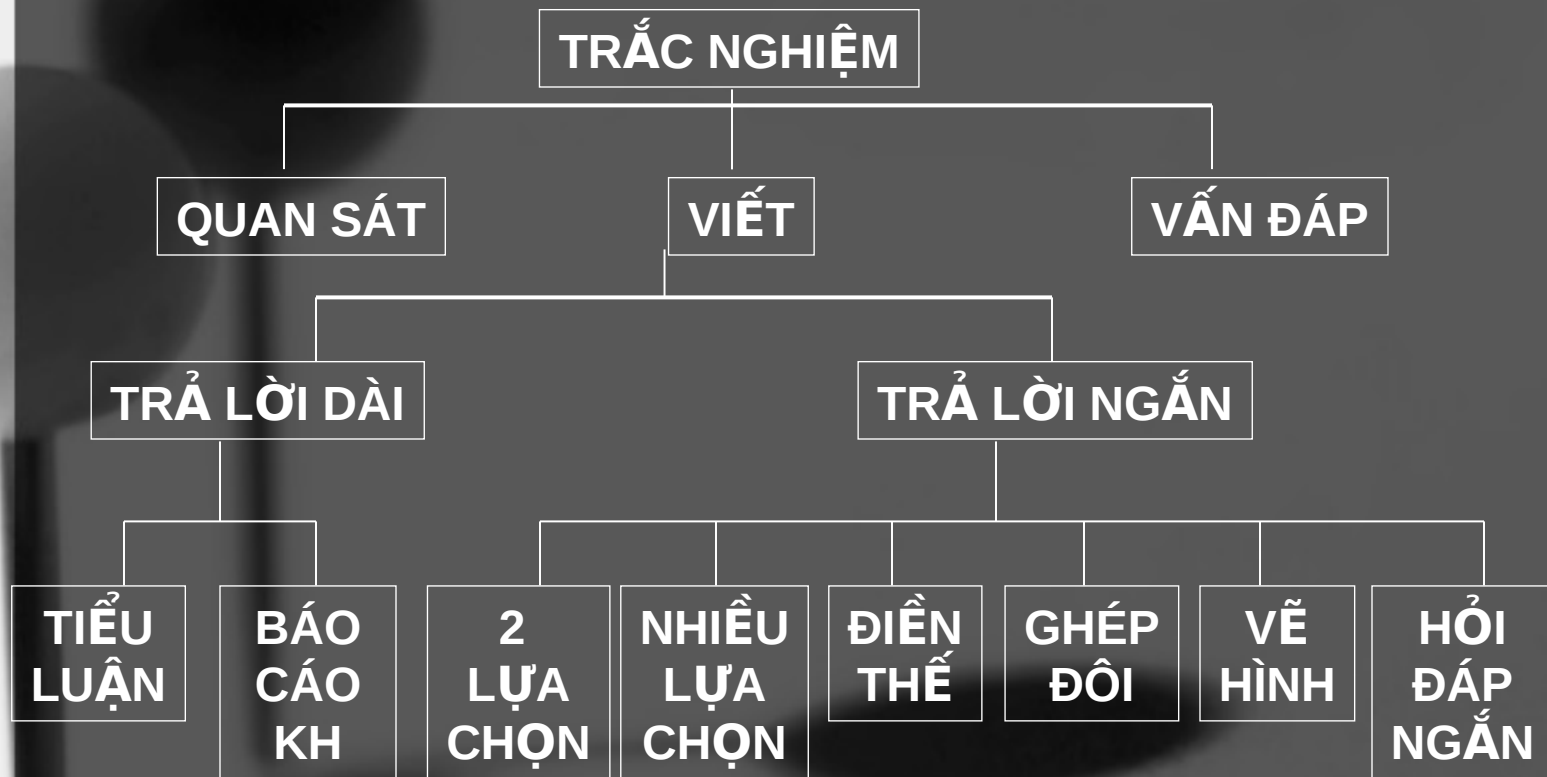 TRẮC NGHIỆM
QUAN SÁT
VIẾT
VẤN ĐÁP
TRẢ LỜI DÀI
TRẢ LỜI NGẮN
TIỂU
LUẬN
BÁO
CÁO
KH
2
LỰA
CHỌN
NHIỀU
LỰA
CHỌN
ĐIỀN
THẾ
GHÉP
ĐÔI
VẼ
HÌNH
HỎI
ĐÁP
NGẮN